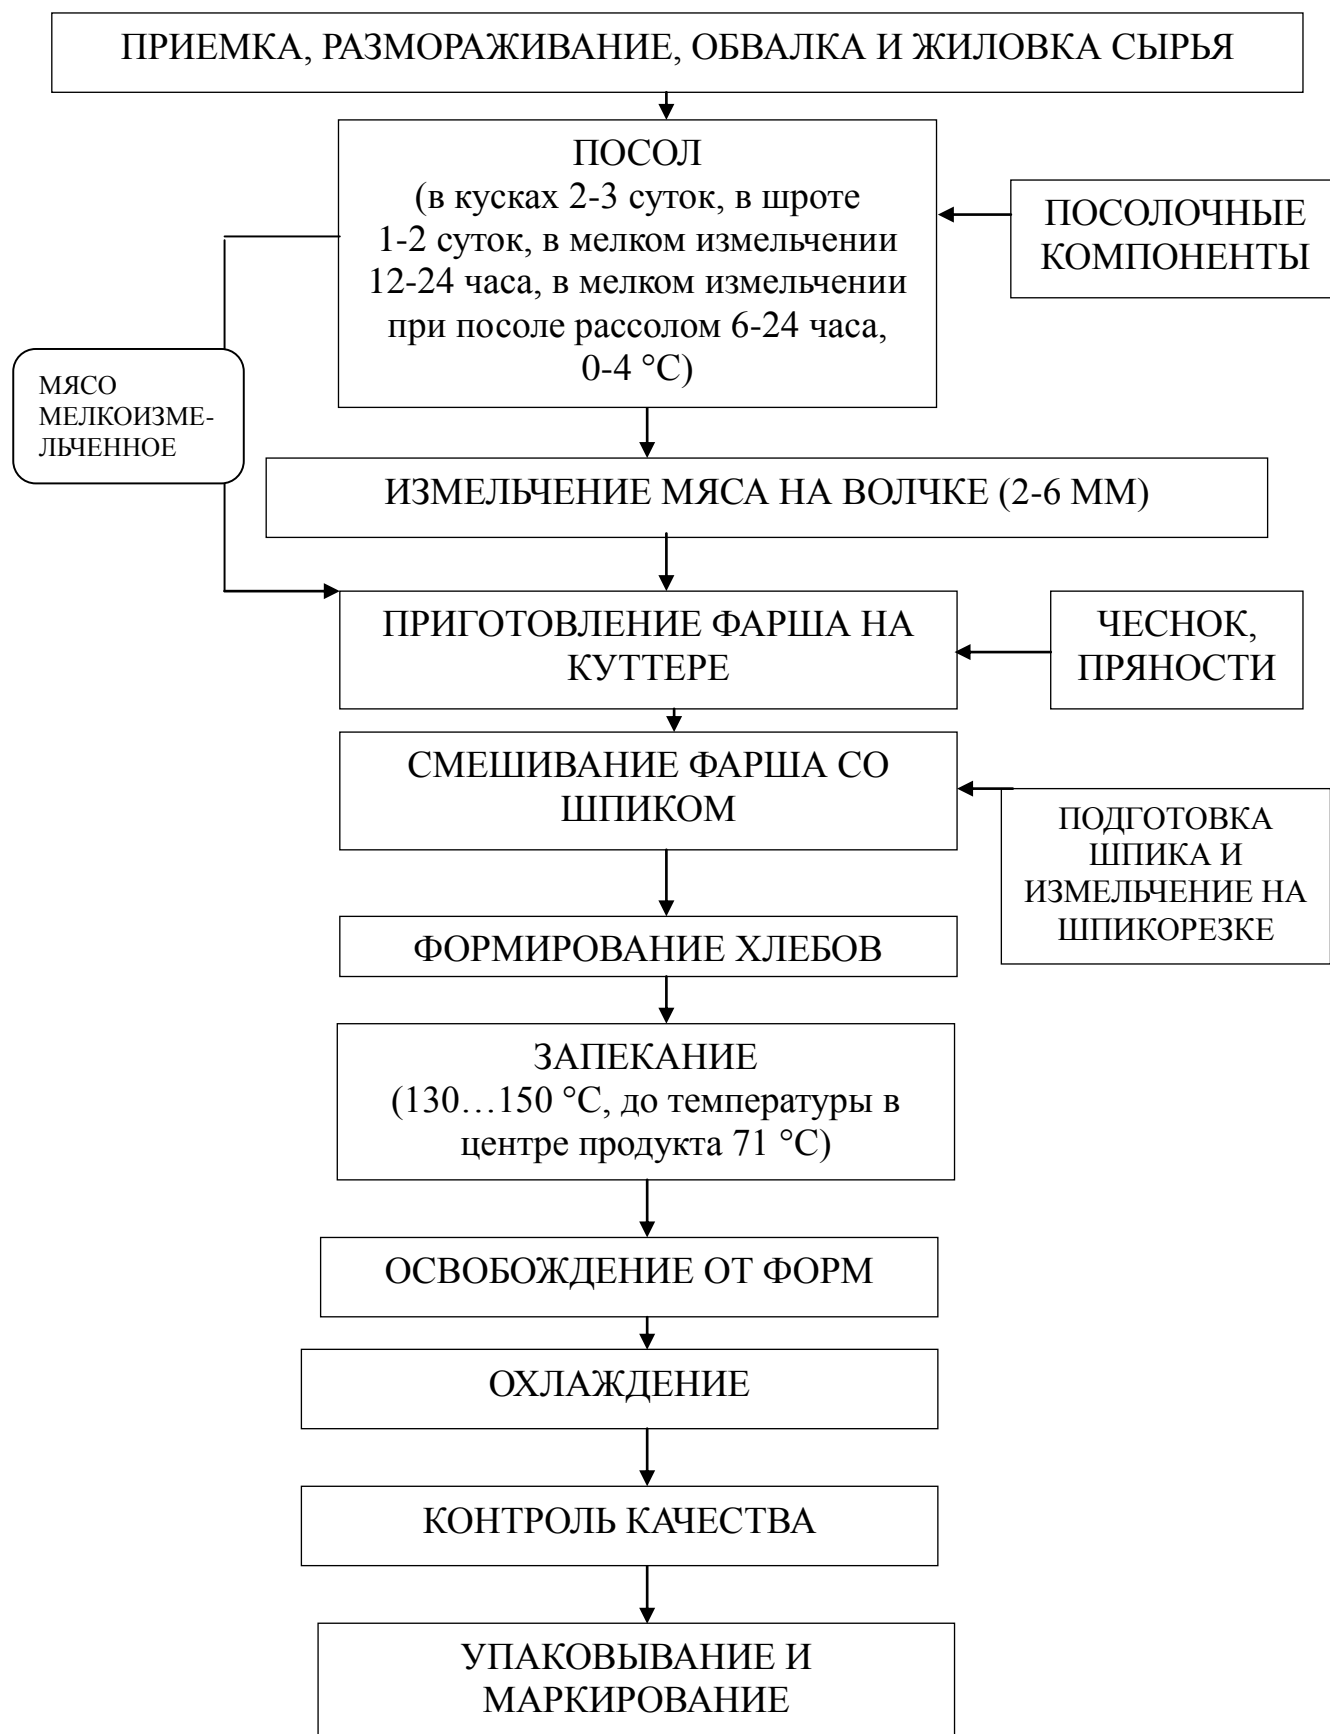 ПРИЕМКА, РАЗМОРАЖИВАНИЕ, ОБВАЛКА И ЖИЛОВКА СЫРЬЯ
ПОСОЛ
(в кусках 2-3 суток, в шроте
1-2 суток, в мелком измельчении
12-24 часа, в мелком измельчении
при посоле рассолом 6-24 часа,
0-4 °С)
ПОСОЛОЧНЫЕ
КОМПОНЕНТЫ
МЯСО
МЕЛКОИЗМЕ-
ЛЬЧЕННОЕ
ИЗМЕЛЬЧЕНИЕ МЯСА НА ВОЛЧКЕ (2-6 ММ)
ПРИГОТОВЛЕНИЕ ФАРША НА
КУТТЕРЕ
ЧЕСНОК,
ПРЯНОСТИ
СМЕШИВАНИЕ ФАРША СО
ШПИКОМ
ПОДГОТОВКА
ШПИКА И
ИЗМЕЛЬЧЕНИЕ НА
ШПИКОРЕЗКЕ
ФОРМИРОВАНИЕ ХЛЕБОВ
ЗАПЕКАНИЕ
(130…150 °С, до температуры в
центре продукта 71 °С)
ОСВОБОЖДЕНИЕ ОТ ФОРМ
ОХЛАЖДЕНИЕ
КОНТРОЛЬ КАЧЕСТВА
УПАКОВЫВАНИЕ И
МАРКИРОВАНИЕ